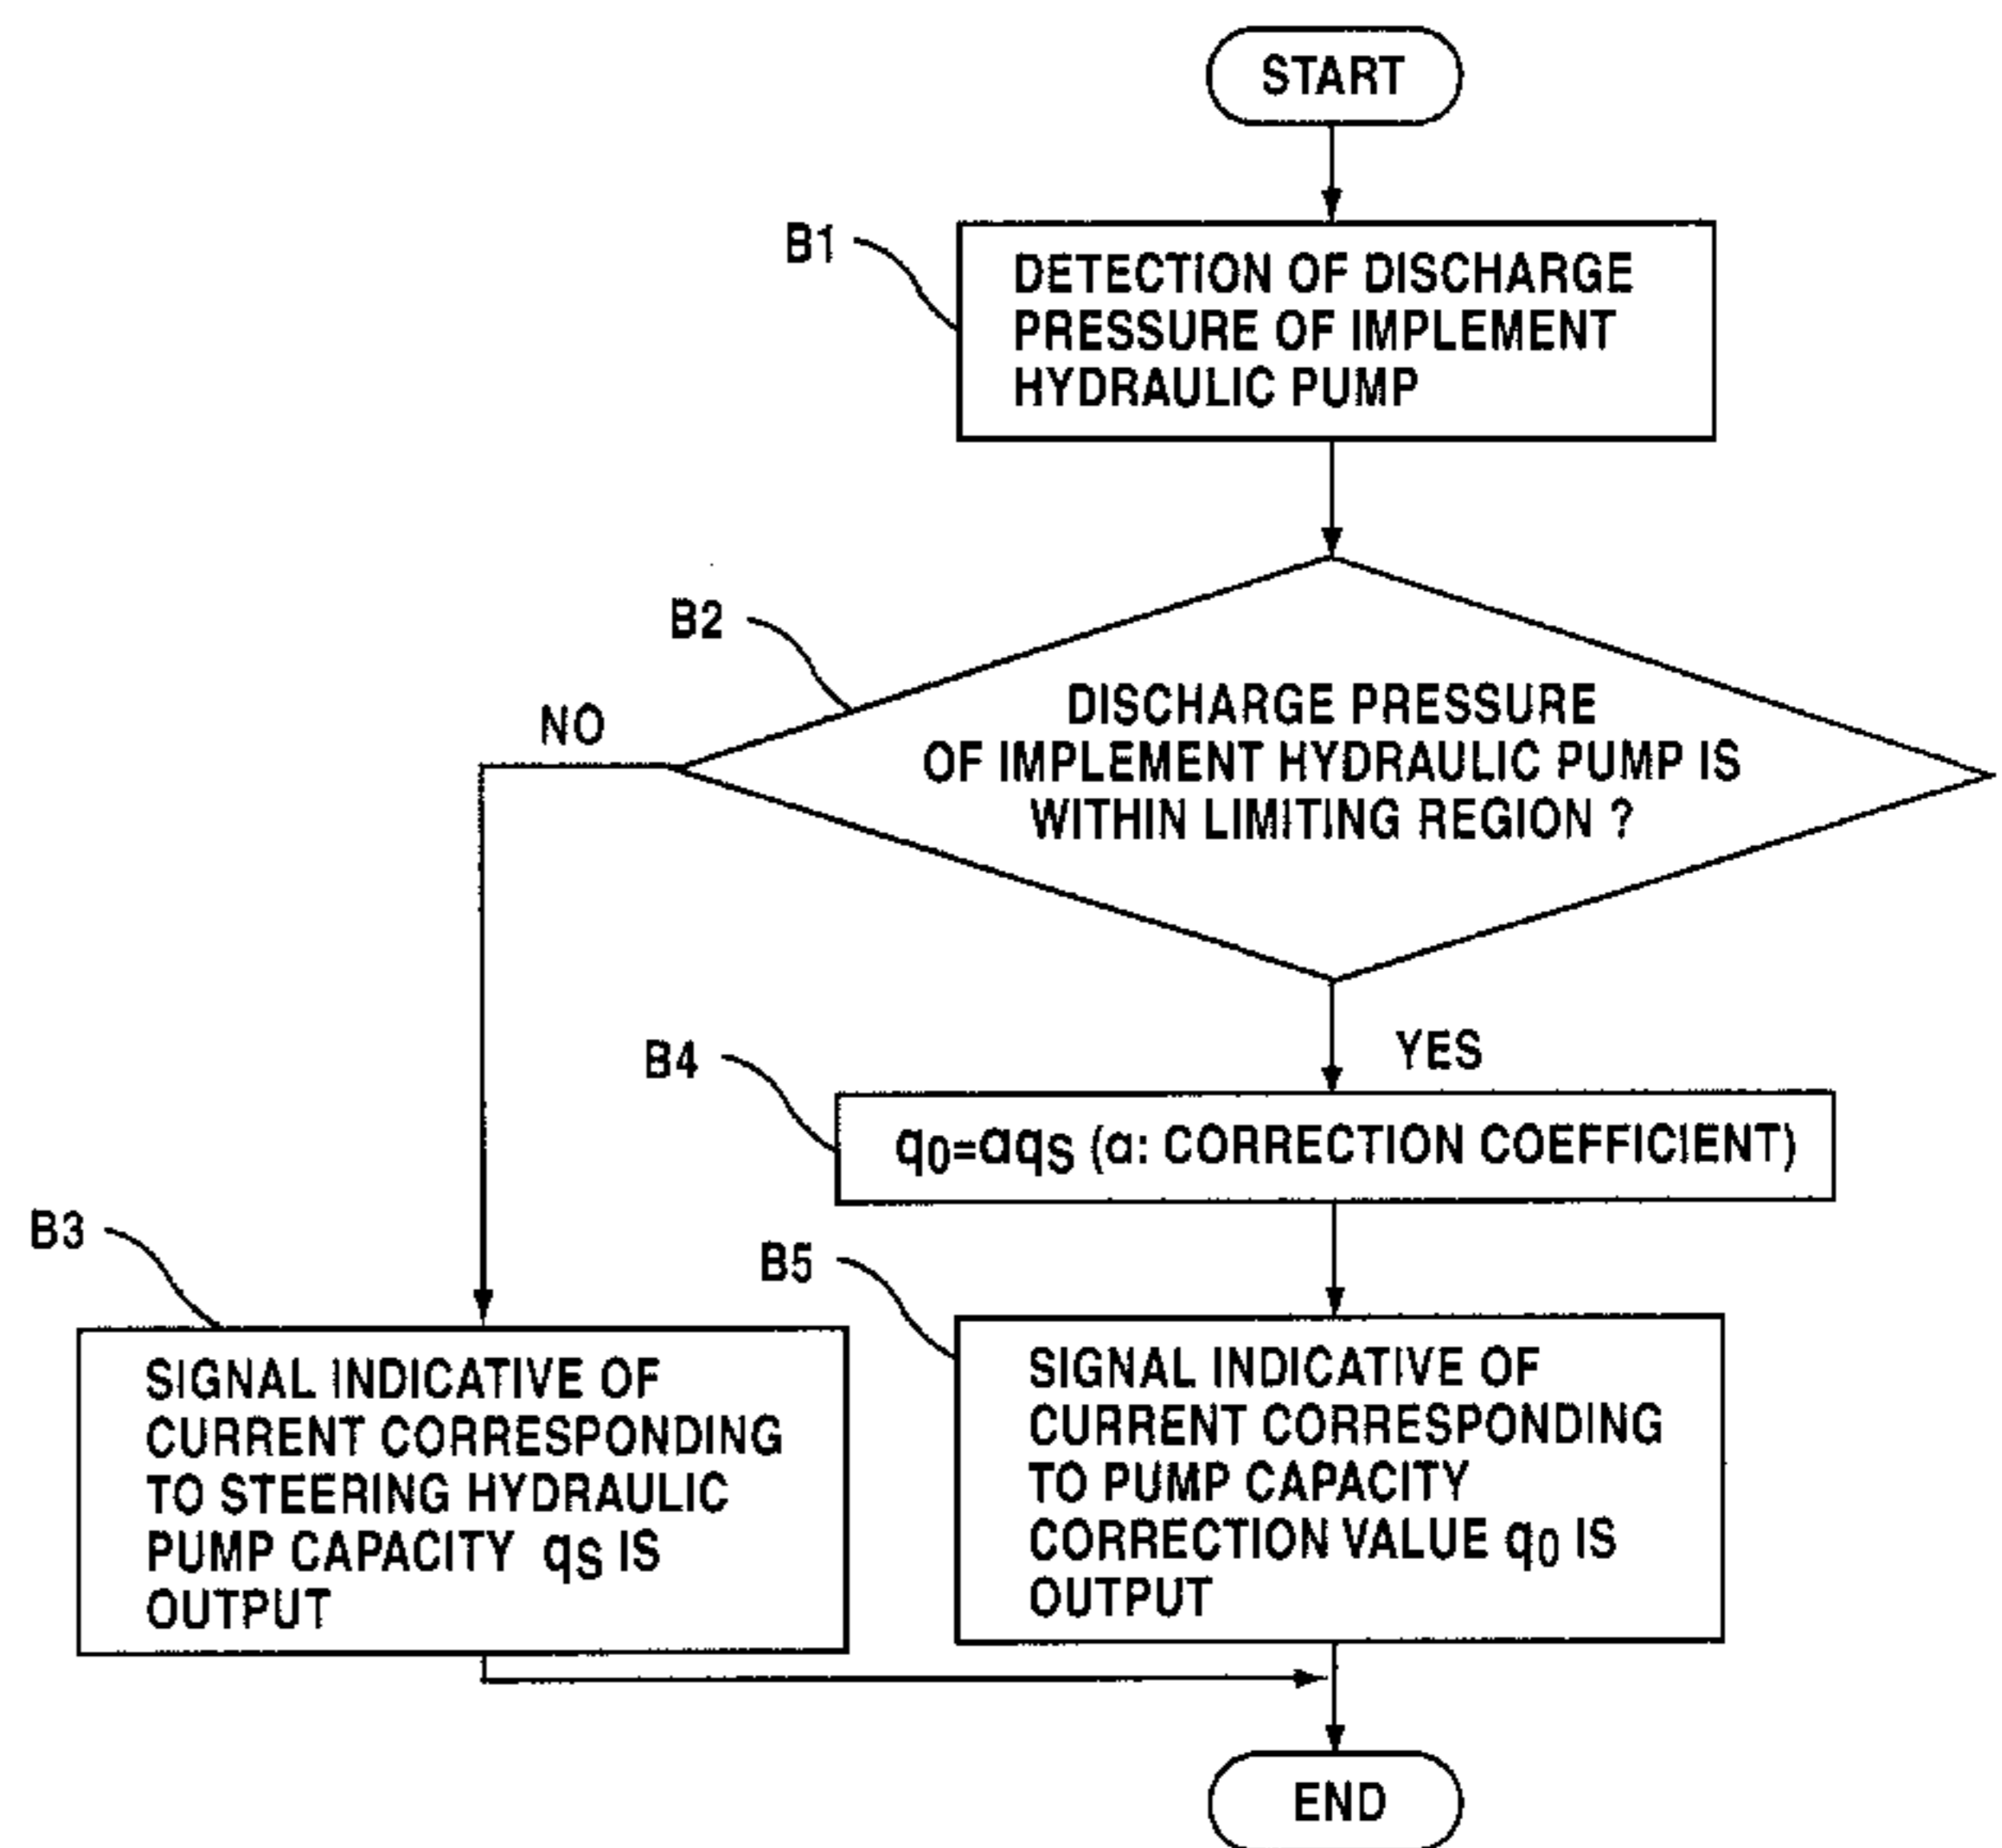 START
B1
DETECTION OF DISCHARGE
PRESSURE OF IMPLEMENT
HYDRAULIC PUMP
B2
DISCHARGE PRESSURE
OF IMPLEMENT HYDRAULIC PUMP IS
WITHIN LIMITING REGION ?
NO
YES
B4
q0=aqS (a: CORRECTION COEFFICIENT)
B3
SIGNAL INDICATIVE OF
CURRENT CORRESPONDING
TO STEERING HYDRAULIC
PUMP CAPACITY qS IS
OUTPUT
B5
SIGNAL INDICATIVE OF
CURRENT CORRESPONDING
TO PUMP CAPACITY
CORRECTION VALUE q0 IS
OUTPUT
END